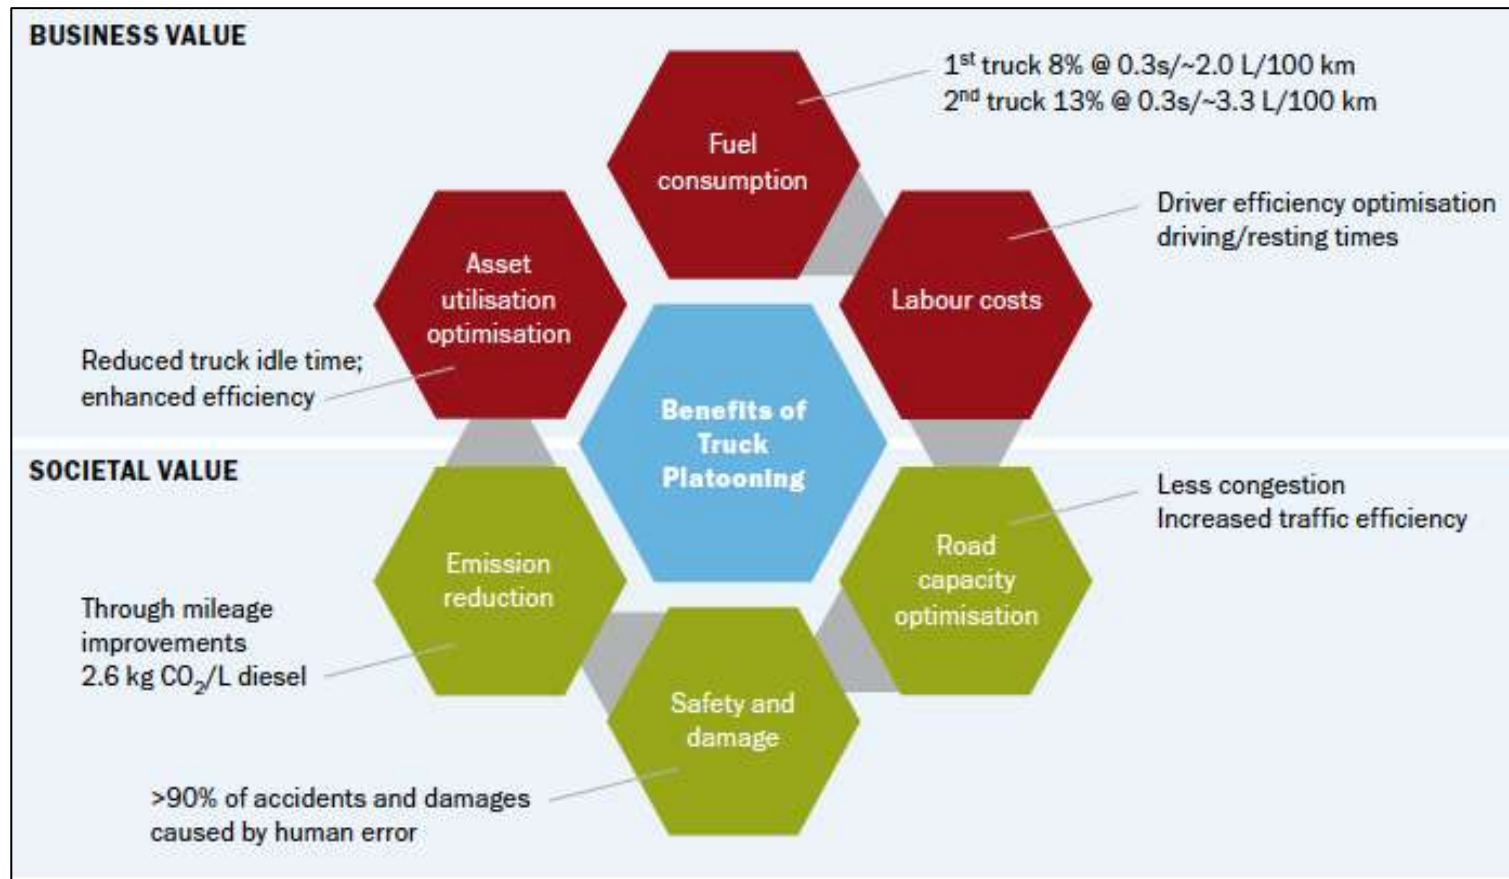 BUSINESS VALUE
1st truck 8% @ 0.3s/~2.0 L/100 km
2nd truck 13% @ 0.3s/~3.3 L/100 km
Fuel
consumption
Driver efficiency optimisation
driving/resting times
Labour costs
Asset
utilisation
optimisation
Reduced truck idle time;
enhanced efficiency
Benefits of
Truck
Platooning
SOCIETAL VALUE
Less congestion
Increased traffic efficiency
Road
capacity
optimisation
Emission
reduction
Through mileage
improvements
2.6 kg CO₂/L diesel
Safety and
damage
>90% of accidents and damages
caused by human error